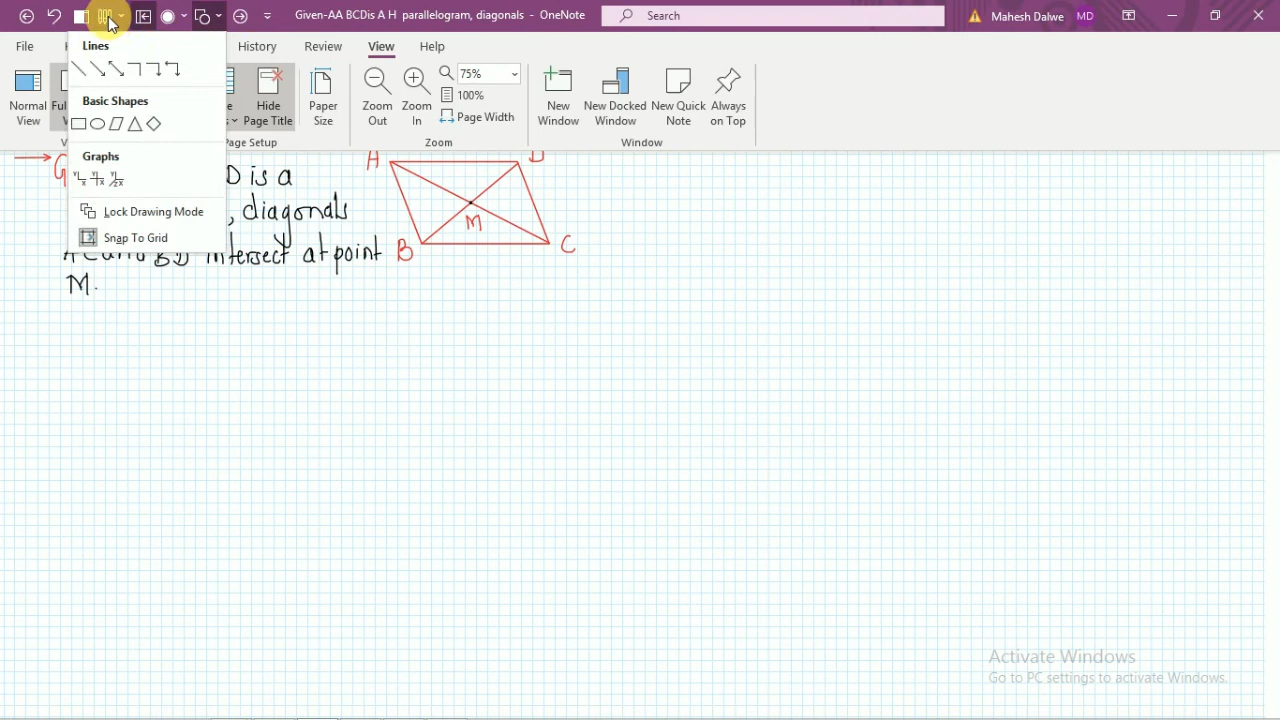 Given-AA BCDis A H parallelogram, diagonals - OneNote
Search
Mahesh Dalwe
MD
File
History
Review
View
Help
Lines
Basic Shapes
Graphs
Lock Drawing Mode
Snap To Grid
Normal View
Hide Page Title
Paper Size
Page Setup
Zoom Out
Zoom In
75%
100%
Page Width
Zoom
New Window
New Docked Window
New Quick Note
Always on Top
Window
D is a
, diagonals
AC and BD intersect at point
M.
A
D
M
B
C
Activate Windows
Go to PC settings to activate Windows.